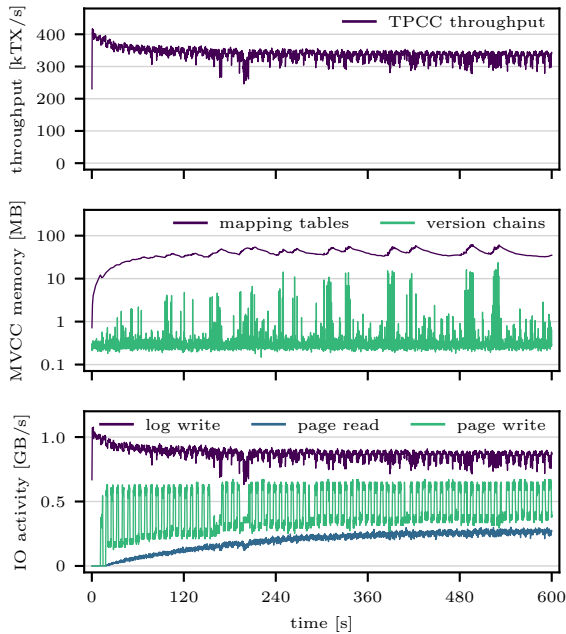 TPCC throughput
throughput [kTX/s]
400
300
200
100
0
mapping tables version chains
MVCC memory [MB]
100
10
1
0.1
log write page read page write
IO activity [GB/s]
1.0
0.5
0
0 120 240 360 480 600
time [s]